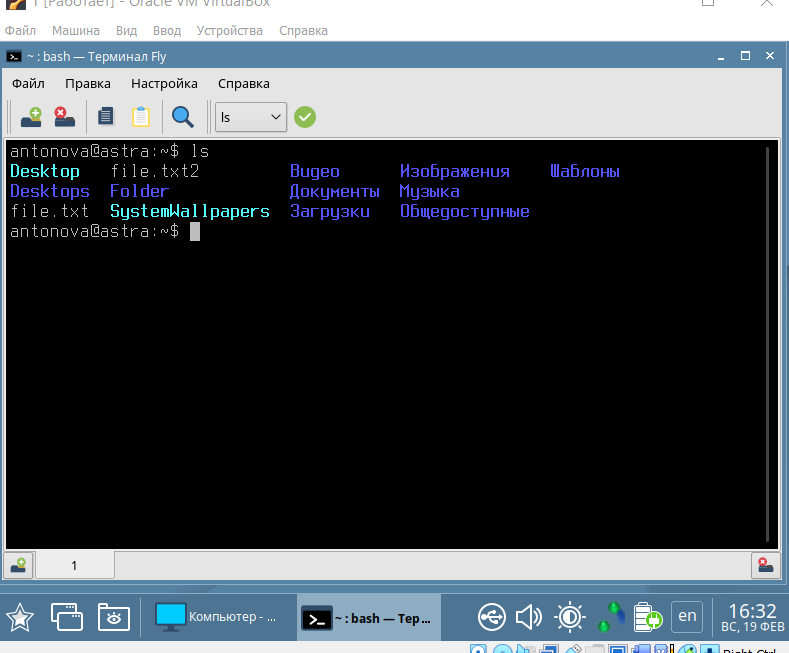 [Работает] - Oracle VM VirtualBox
Файл Машина Вид Ввод Устройства Справка
~ : bash — Терминал Fly
Файл Правка Настройка Справка
ls
antonova@astra:~$ ls
Desktop file.txt2 Видео Изображения Шаблоны
Desktops Folder Документы Музыка
file.txt SystemWallpapers Загрузки Общедоступные
antonova@astra:~$
1
Компьютер - ...
~ : bash — Тер...
en
16:32
ВС, 19 ФЕВ
Right Ctrl